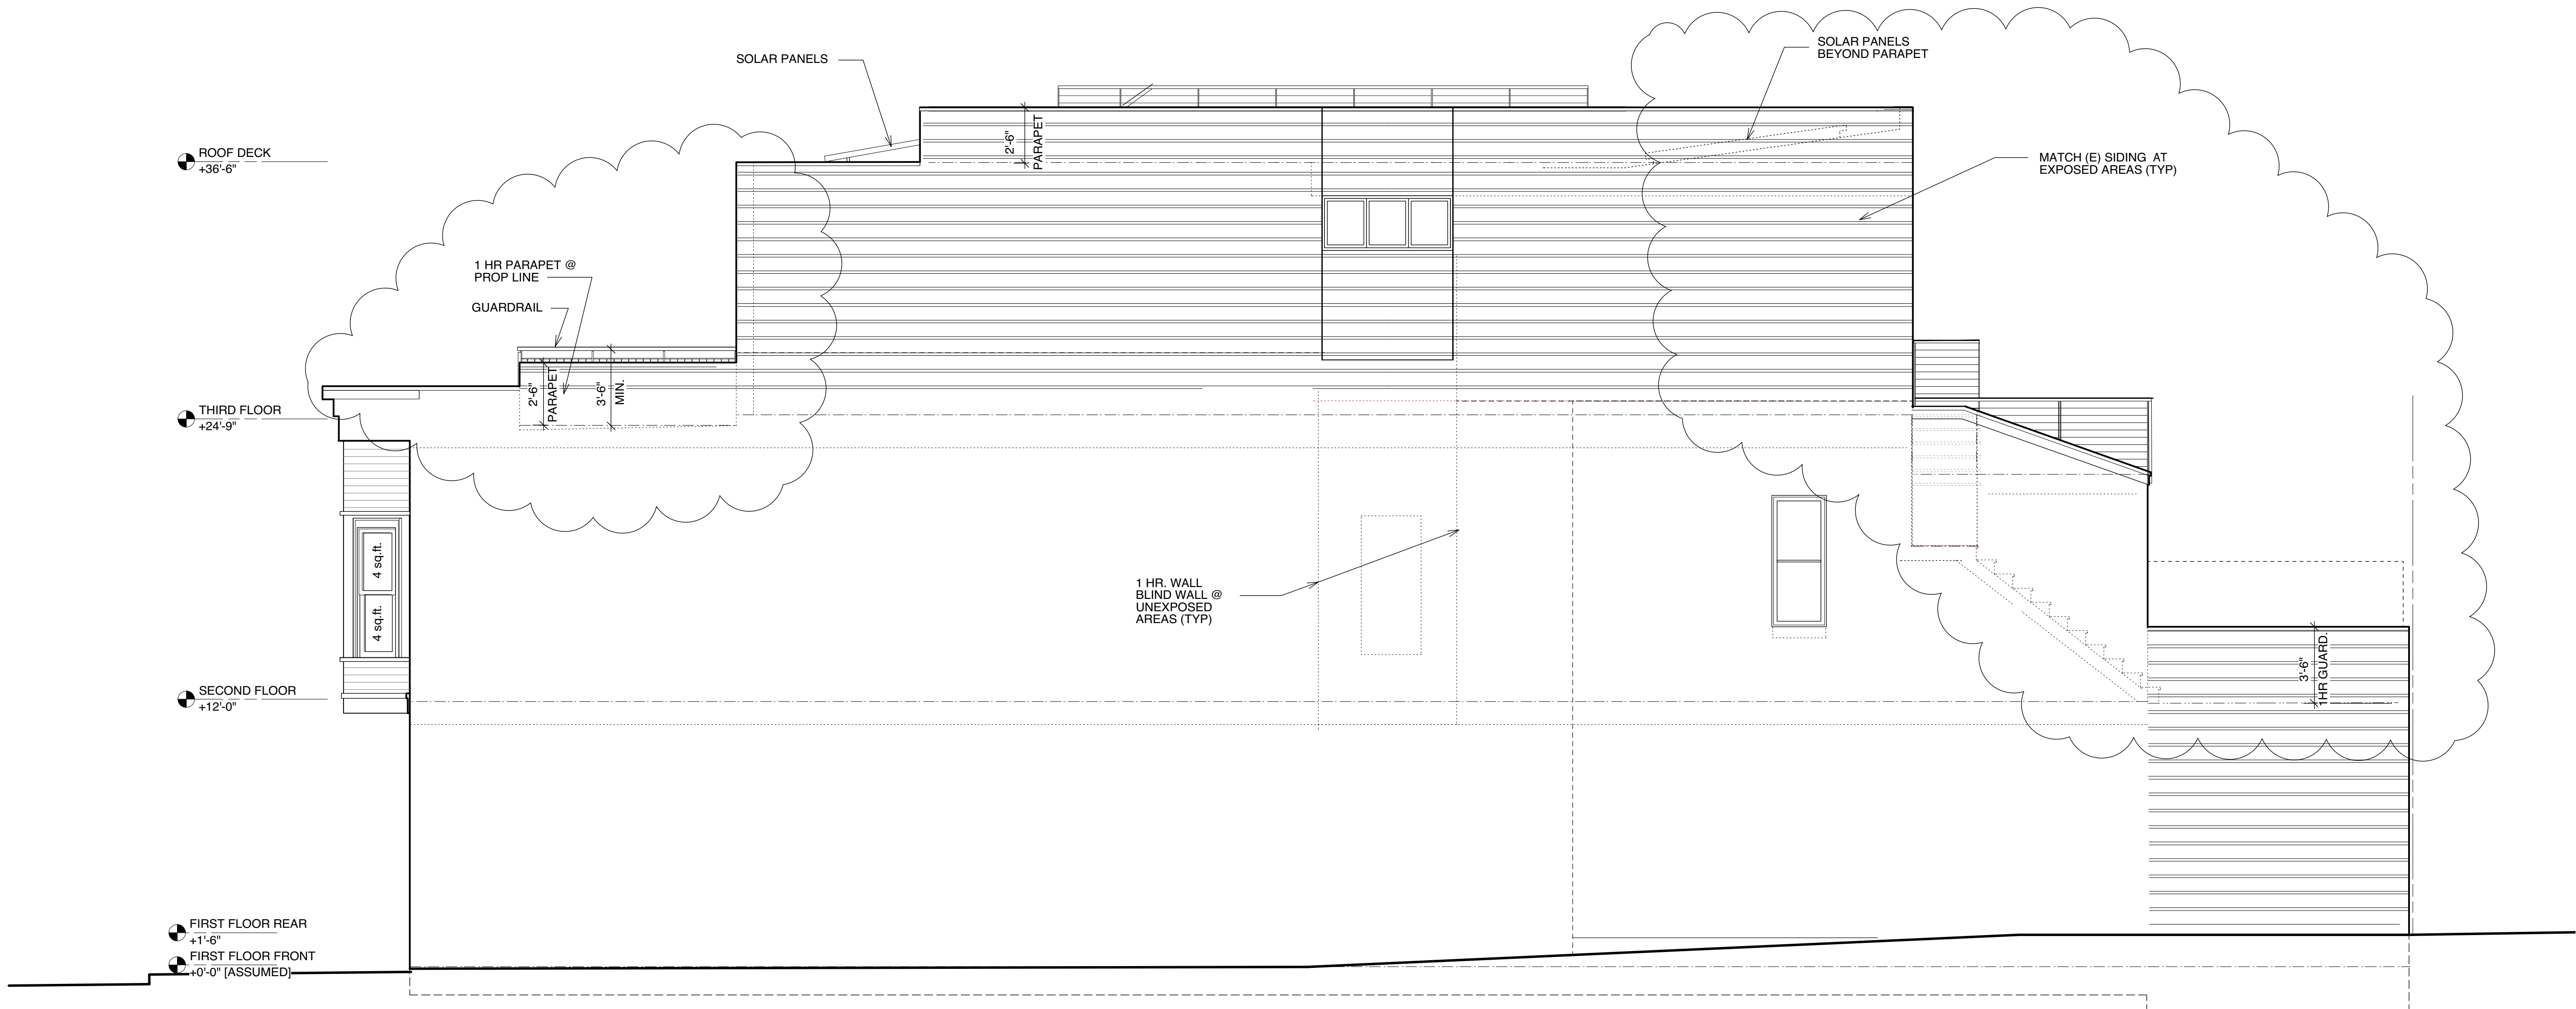 SOLAR PANELS
SOLAR PANELS
BEYOND PARAPET
2'-6"
PARAPET
ROOF DECK
+36'-6"
MATCH (E) SIDING AT
EXPOSED AREAS (TYP)
1 HR PARAPET @
PROP LINE
GUARDRAIL
2'-6"
PARAPET
3'-6"
MIN.
THIRD FLOOR
+24'-9"
4 sq.ft.
4 sq.ft.
1 HR. WALL
BLIND WALL @
UNEXPOSED
AREAS (TYP)
3'-6"
1HR GUARD.
SECOND FLOOR
+12'-0"
FIRST FLOOR REAR
+1'-6"
FIRST FLOOR FRONT
+0'-0" [ASSUMED]